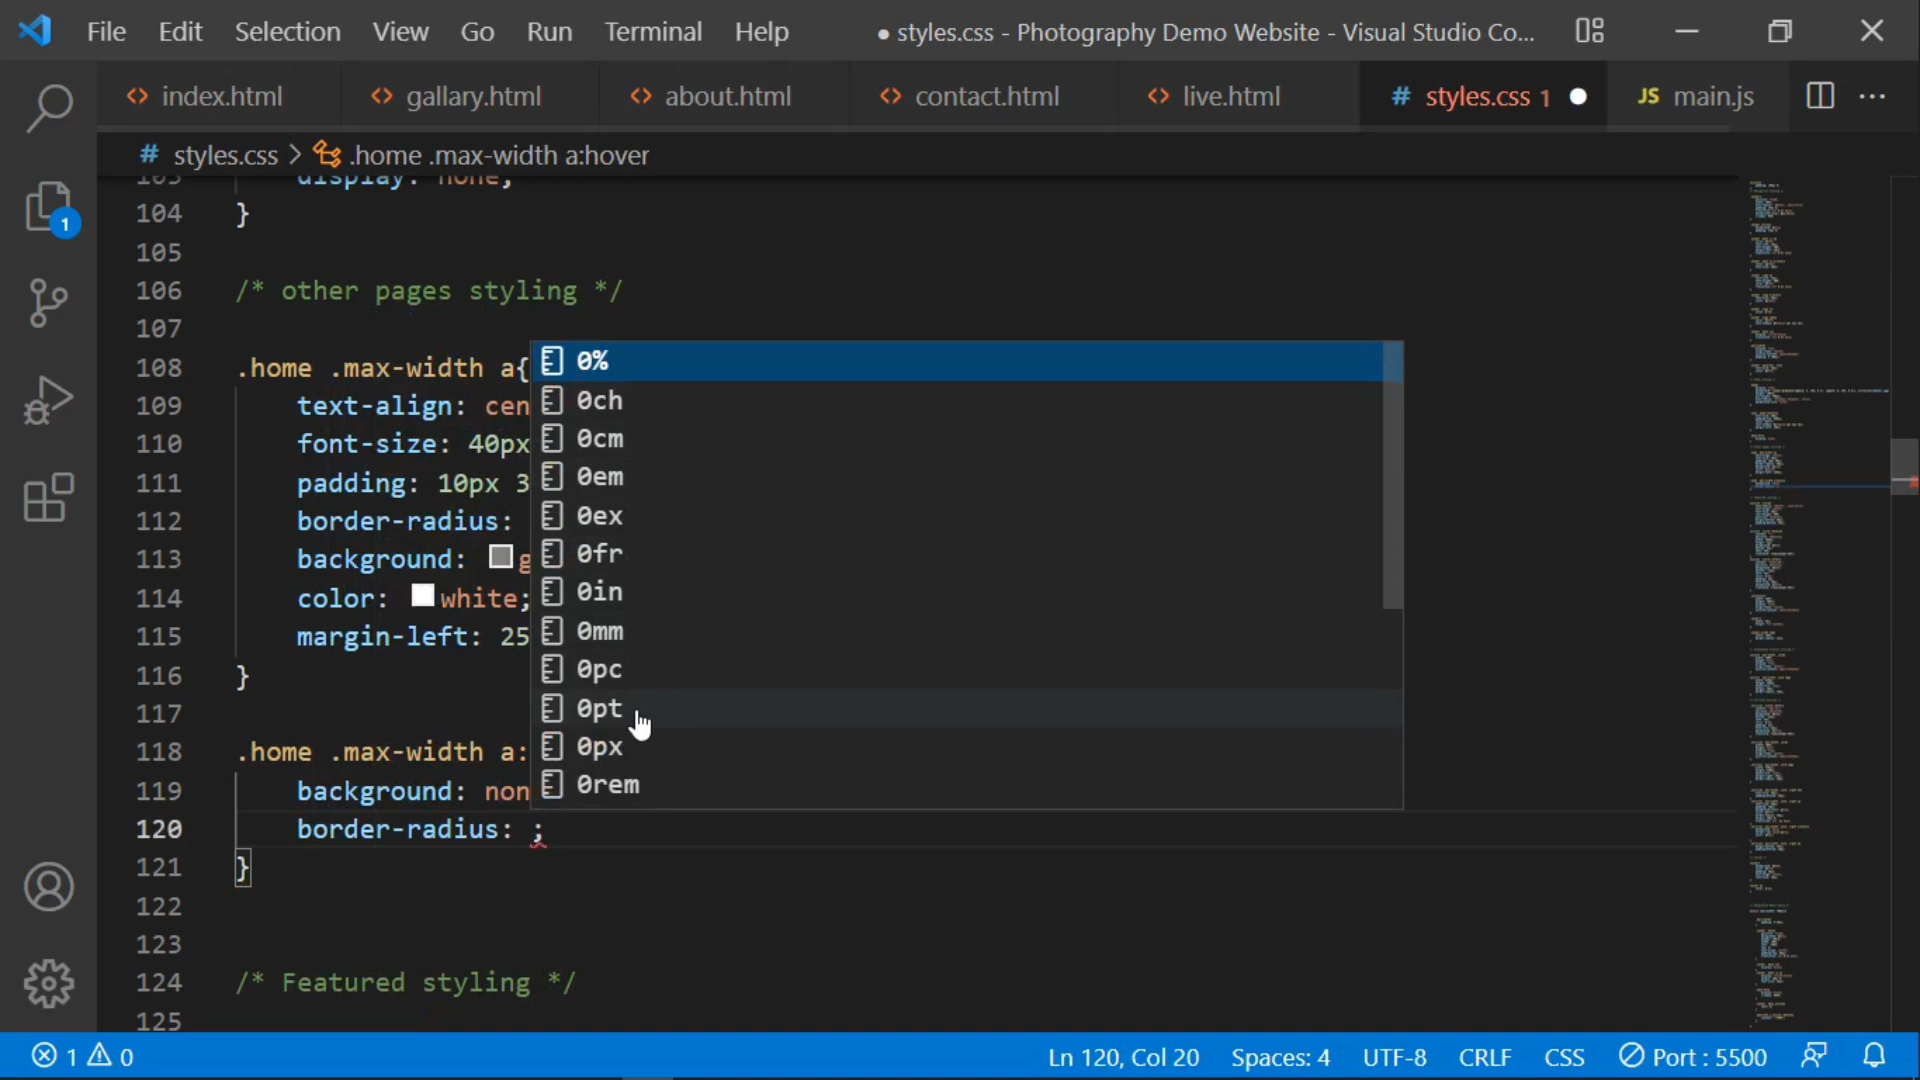 File Edit Selection View Go Run Terminal Help ● styles.css - Photography Demo Website - Visual Studio Co...
index.html gallary.html about.html contact.html live.html # styles.css 1 ● JS main.js ...
# styles.css > .home .max-width a:hover
103 display: none;
104 }
105
106 /* other pages styling */
107
108 .home .max-width a{
109 text-align: cen
110 font-size: 40px
111 padding: 10px 3
112 border-radius:
113 background: g
114 color: white;
115 margin-left: 25
116 }
117
118 .home .max-width a:
119 background: non
120 border-radius: ;
121 }
122
123
124 /* Featured styling */
125
0%
0ch
0cm
0em
0ex
0fr
0in
0mm
0pc
0pt
0px
0rem
1
1 0 Ln 120, Col 20 Spaces: 4 UTF-8 CRLF CSS Port : 5500